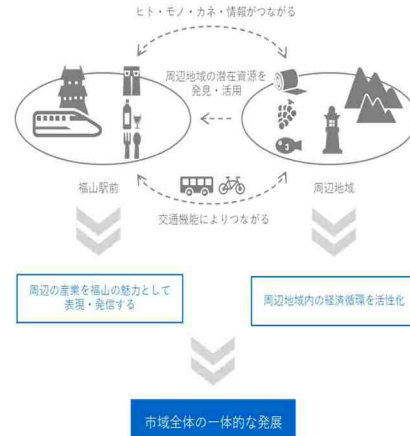 ヒト・モノ・カネ・情報がつながる
周辺地域の潜在資源を
発見・活用
福山駅前
周辺地域
交通機能によりつながる
周辺の産業を福山の魅力として
表現・発信する
周辺地域内の経済循環を活性化
市域全体の一体的な発展